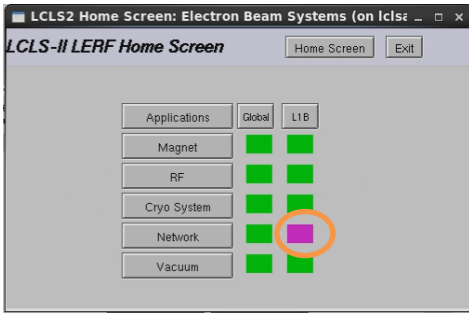 LCLS2 Home Screen: Electron Beam Systems (on lclsa
LCLS-II LERF Home Screen
Home Screen
Exit
Applications
Global
L1B
Magnet
RF
Cryo System
Network
Vacuum